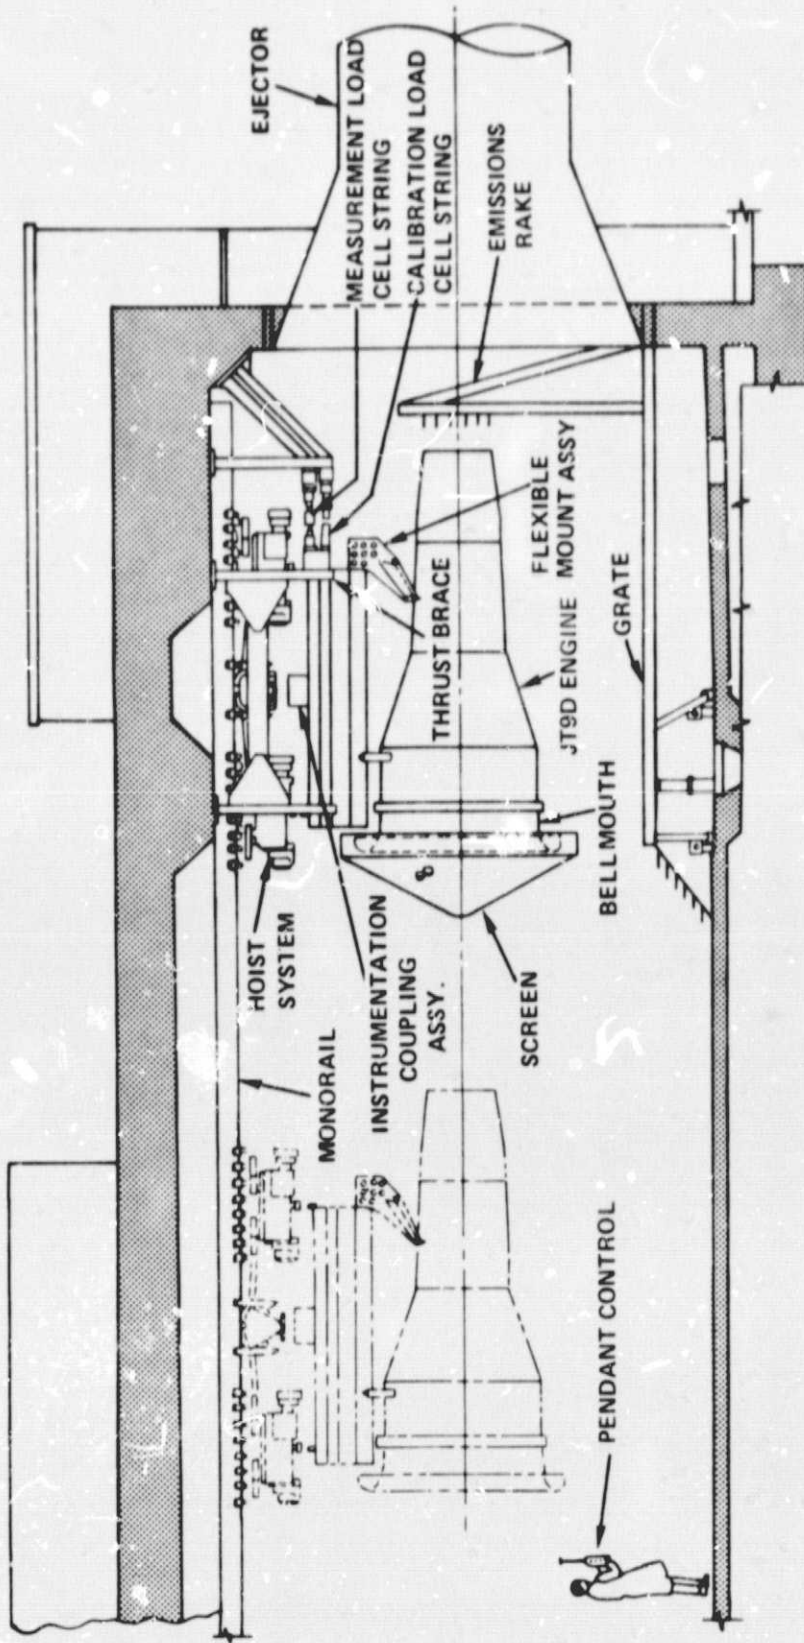 EJECTOR
MEASUREMENT LOAD
CELL STRING
CALIBRATION LOAD
CELL STRING
EMISSIONS
RAKE
FLEXIBLE
MOUNT ASSY
THRUST BRACE
JT9D ENGINE
GRATE
BELLMOUTH
SCREEN
HOIST
SYSTEM
INSTRUMENTATION
COUPLING
ASSY.
MONORAIL
PENDANT CONTROL